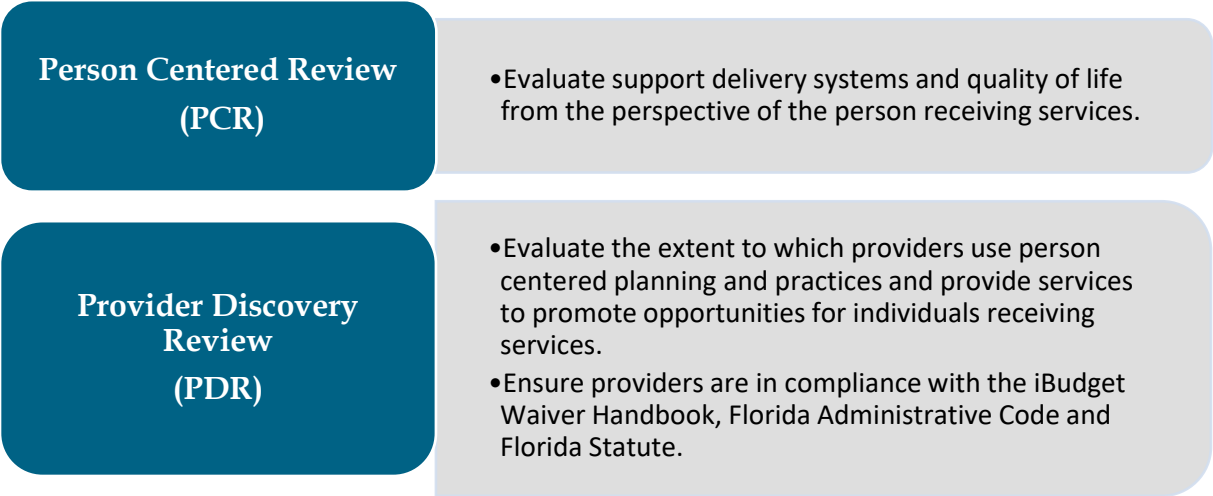 Person Centered Review
(PCR)
•Evaluate support delivery systems and quality of life
from the perspective of the person receiving services.
Provider Discovery
Review
(PDR)
•Evaluate the extent to which providers use person
centered planning and practices and provide services
to promote opportunities for individuals receiving
services.
•Ensure providers are in compliance with the iBudget
Waiver Handbook, Florida Administrative Code and
Florida Statute.